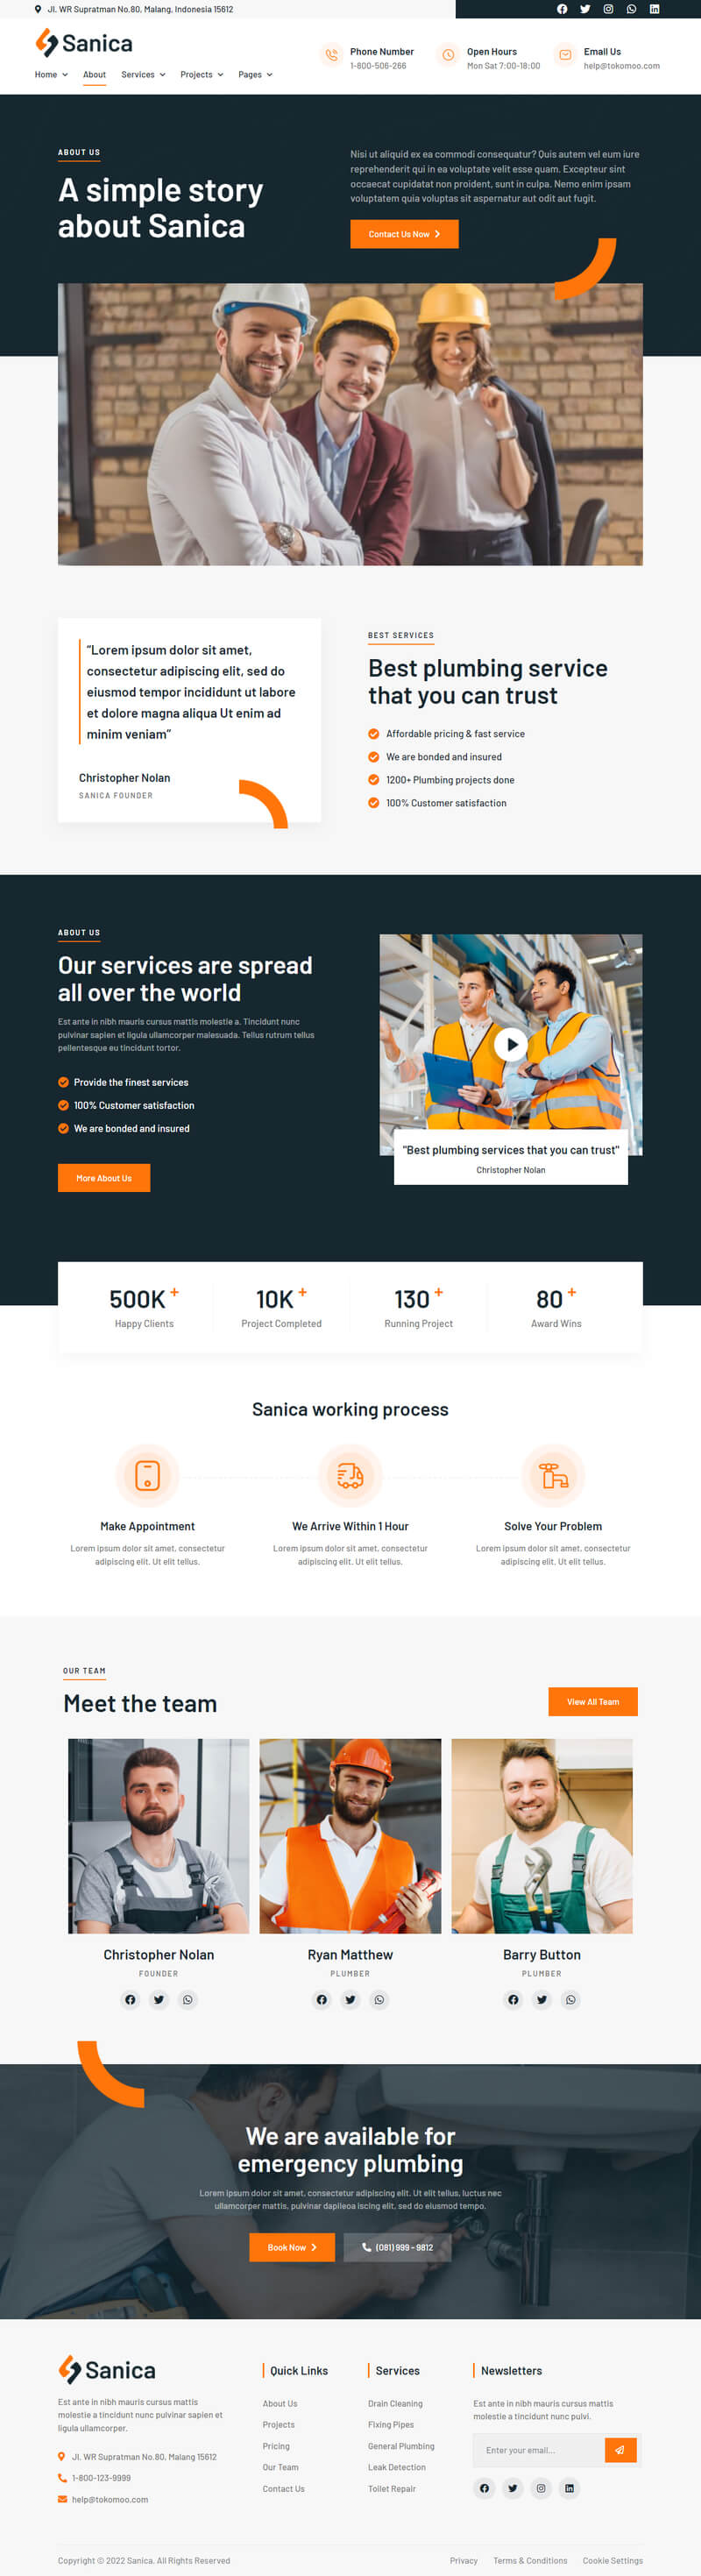 Jl. WR Supratman No.80, Malang, Indonesia 15612
Sanica
Phone Number
1-800-506-266
Open Hours
Mon Sat 7:00-18:00
Email Us
help@tokomoo.com
Home
About
Services
Projects
Pages
ABOUT US
A simple story
about Sanica
Nisi ut aliquid ex ea commodi consequatur? Quis autem vel eum iure
reprehenderit qui in ea voluptate velit esse quam. Excepteur sint
occaecat cupidatat non proident, sunt in culpa. Nemo enim ipsam
voluptatem quia voluptas sit aspernatur aut odit aut fugit.
Contact Us Now
“Lorem ipsum dolor sit amet,
consectetur adipiscing elit, sed do
eiusmod tempor incididunt ut labore
et dolore magna aliqua Ut enim ad
minim veniam”
Christopher Nolan
SANICA FOUNDER
BEST SERVICES
Best plumbing service
that you can trust
Affordable pricing & fast service
We are bonded and insured
1200+ Plumbing projects done
100% Customer satisfaction
ABOUT US
Our services are spread
all over the world
Est ante in nibh mauris cursus mattis molestie a. Tincidunt nunc
pulvinar sapien et ligula ullamcorper malesuada. Tellus rutrum tellus
pellentesque eu tincidunt tortor.
Provide the finest services
100% Customer satisfaction
We are bonded and insured
More About Us
"Best plumbing services that you can trust"
Christopher Nolan
500K +
Happy Clients
10K +
Project Completed
130 +
Running Project
80 +
Award Wins
Sanica working process
Make Appointment
Lorem ipsum dolor sit amet, consectetur
adipiscing elit. Ut elit tellus.
We Arrive Within 1 Hour
Lorem ipsum dolor sit amet, consectetur
adipiscing elit. Ut elit tellus.
Solve Your Problem
Lorem ipsum dolor sit amet, consectetur
adipiscing elit. Ut elit tellus.
OUR TEAM
Meet the team
View All Team
Christopher Nolan
FOUNDER
Ryan Matthew
PLUMBER
Barry Button
PLUMBER
We are available for
emergency plumbing
Lorem ipsum dolor sit amet, consectetur adipiscing elit. Ut elit tellus, luctus nec
ullamcorper mattis, pulvinar dapileoa iscing elit, sed do eiusmod tempo.
Book Now
(081) 999 - 9812
Sanica
Est ante in nibh mauris cursus mattis
molestie a tincidunt nunc pulvinar sapien et
ligula ullamcorper.
Jl. WR Supratman No.80, Malang 15612
1-800-123-9999
help@tokomoo.com
Quick Links
About Us
Projects
Pricing
Our Team
Contact Us
Services
Drain Cleaning
Fixing Pipes
General Plumbing
Leak Detection
Toilet Repair
Newsletters
Est ante in nibh mauris cursus mattis
molestie a tincidunt nunc pulvi.
Enter your email...
Copyright © 2022 Sanica. All Rights Reserved
Privacy
Terms & Conditions
Cookie Settings